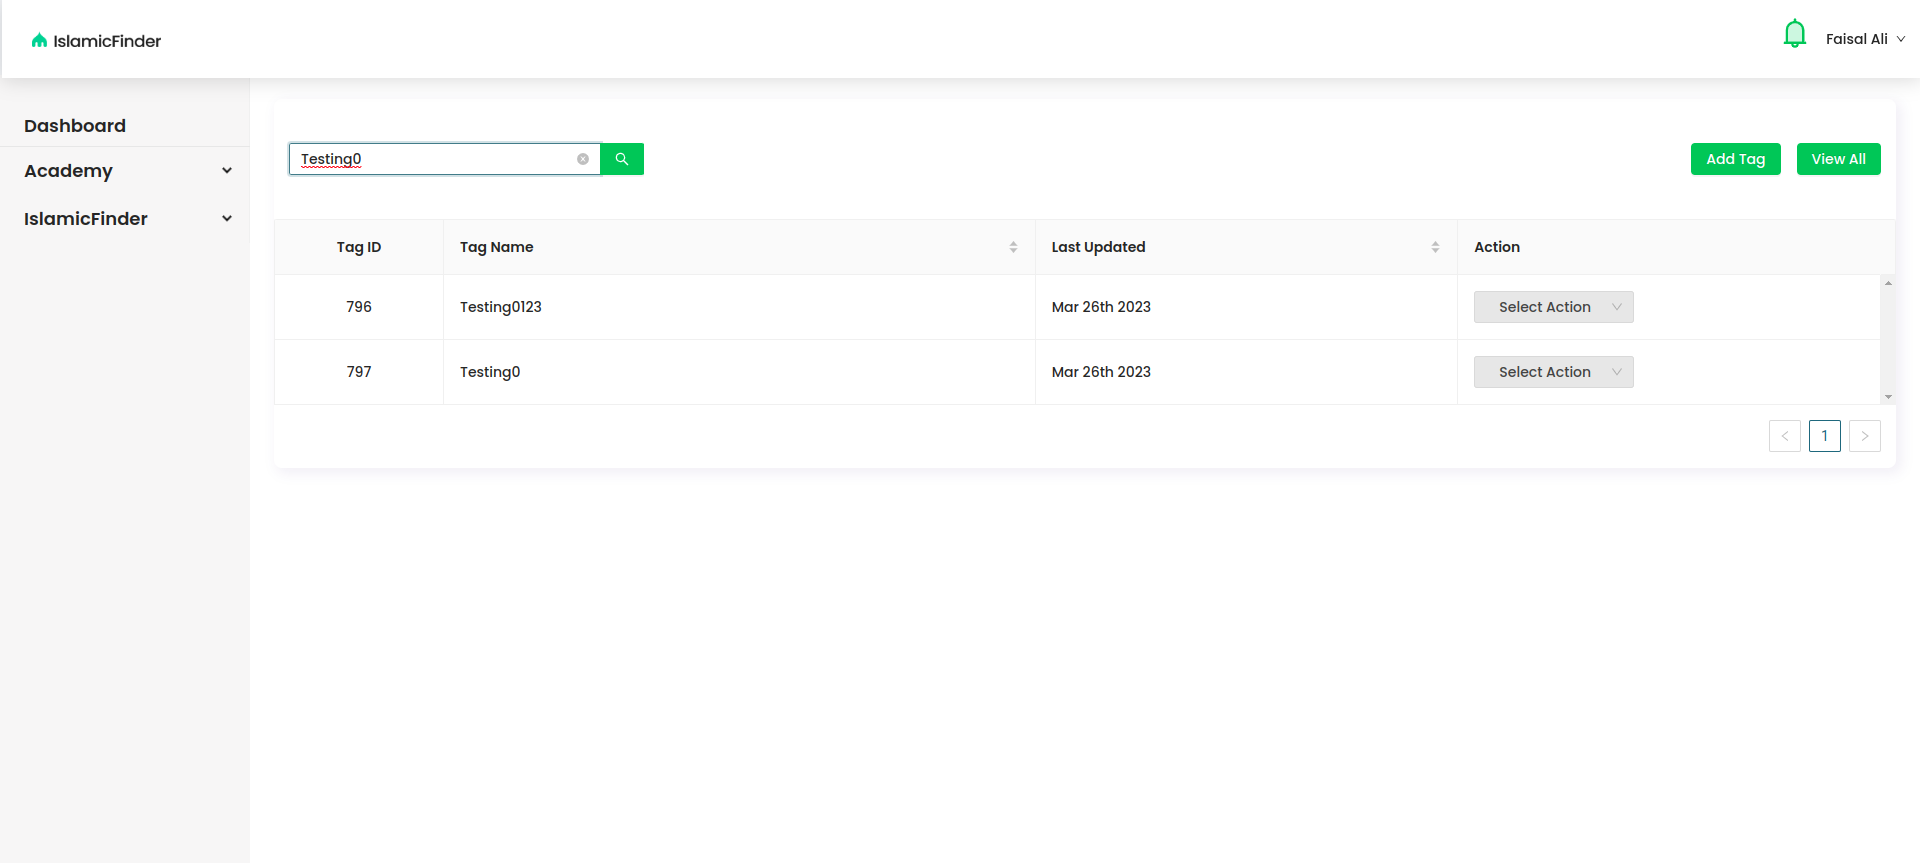 IslamicFinder
Faisal Ali
Dashboard
Academy
IslamicFinder
Testing0
Add Tag
View All
Tag ID Tag Name Last Updated Action
796 Testing0123 Mar 26th 2023 Select Action
797 Testing0 Mar 26th 2023 Select Action
1